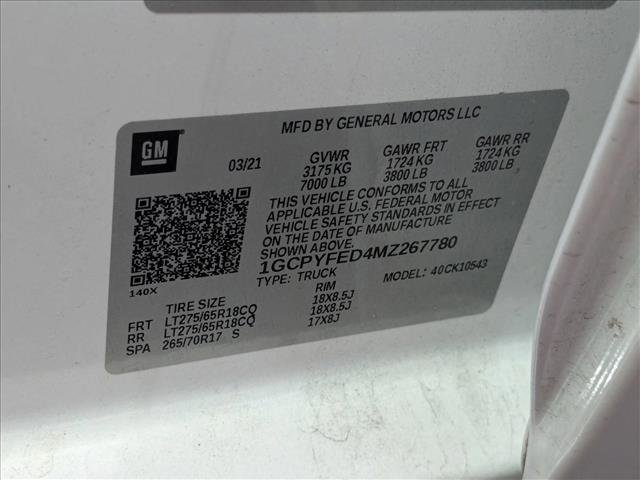 GM
MFD BY GENERAL MOTORS LLC
03/21 GVWR GAWR FRT GAWR RR
3175 KG 1724 KG 1724 KG
7000 LB 3800 LB 3800 LB
THIS VEHICLE CONFORMS TO ALL
APPLICABLE U.S. FEDERAL MOTOR
VEHICLE SAFETY STANDARDS IN EFFECT
ON THE DATE OF MANUFACTURE
SHOWN ABOVE.
1GCPYFED4MZ267780
140X
TYPE: TRUCK MODEL: 40CK10543
TIRE SIZE RIM
FRT LT275/65R18CQ 18X8.5J
RR LT275/65R18CQ 18X8.5J
SPA 265/70R17 S 17X8J